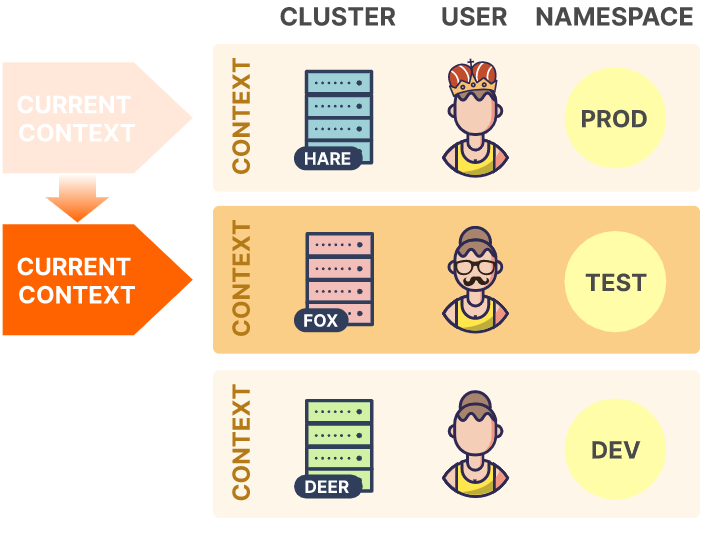 CLUSTER USER NAMESPACE
CURRENT
CONTEXT
CONTEXT
HARE
PROD
CURRENT
CONTEXT
CONTEXT
FOX
TEST
CONTEXT
DEER
DEV